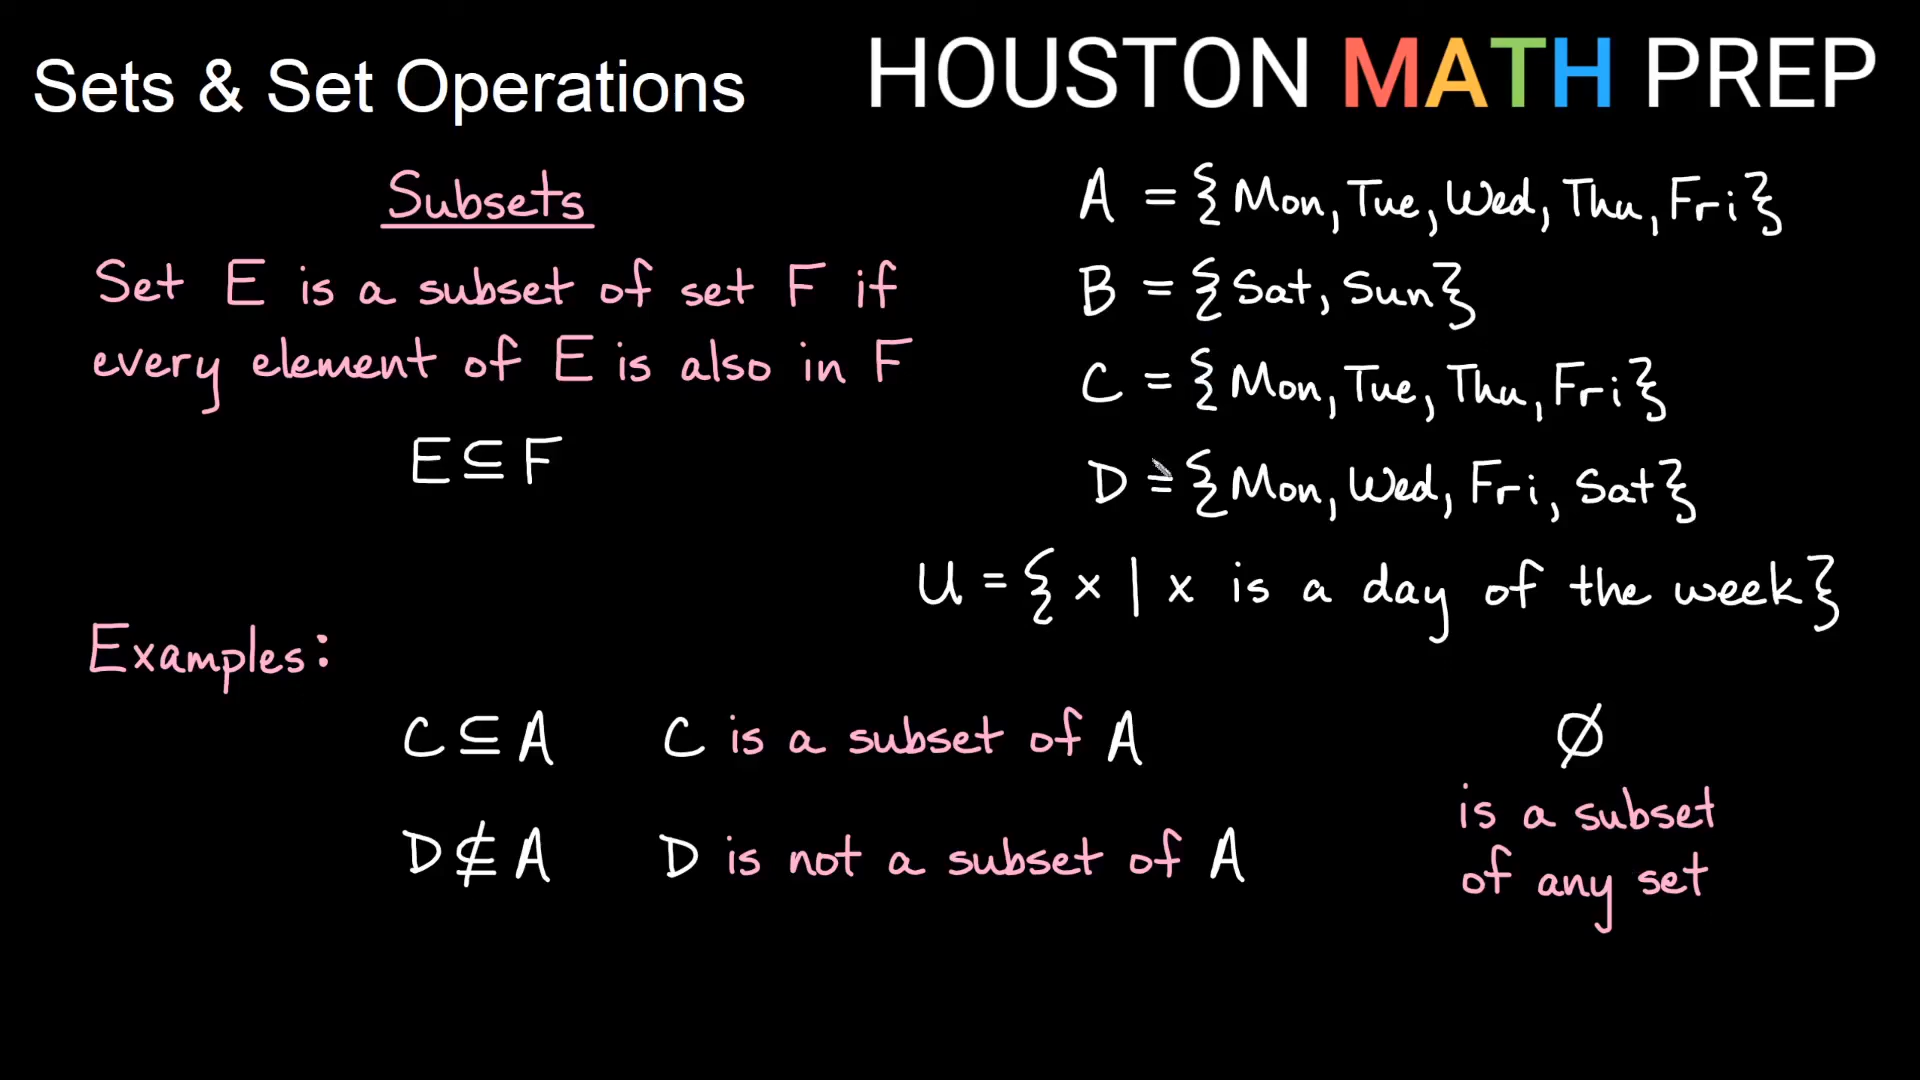 Sets & Set Operations
HOUSTON MATH PREP
Subsets
Set E is a subset of set F if
every element of E is also in F
E ⊆ F
A = {Mon, Tue, Wed, Thu, Fri}
B = {Sat, Sun}
C = {Mon, Tue, Thu, Fri}
D = {Mon, Wed, Fri, Sat}
U = {x | x is a day of the week}
Examples:
C ⊆ A C is a subset of A
D ⊈ A D is not a subset of A
∅
is a subset
of any set